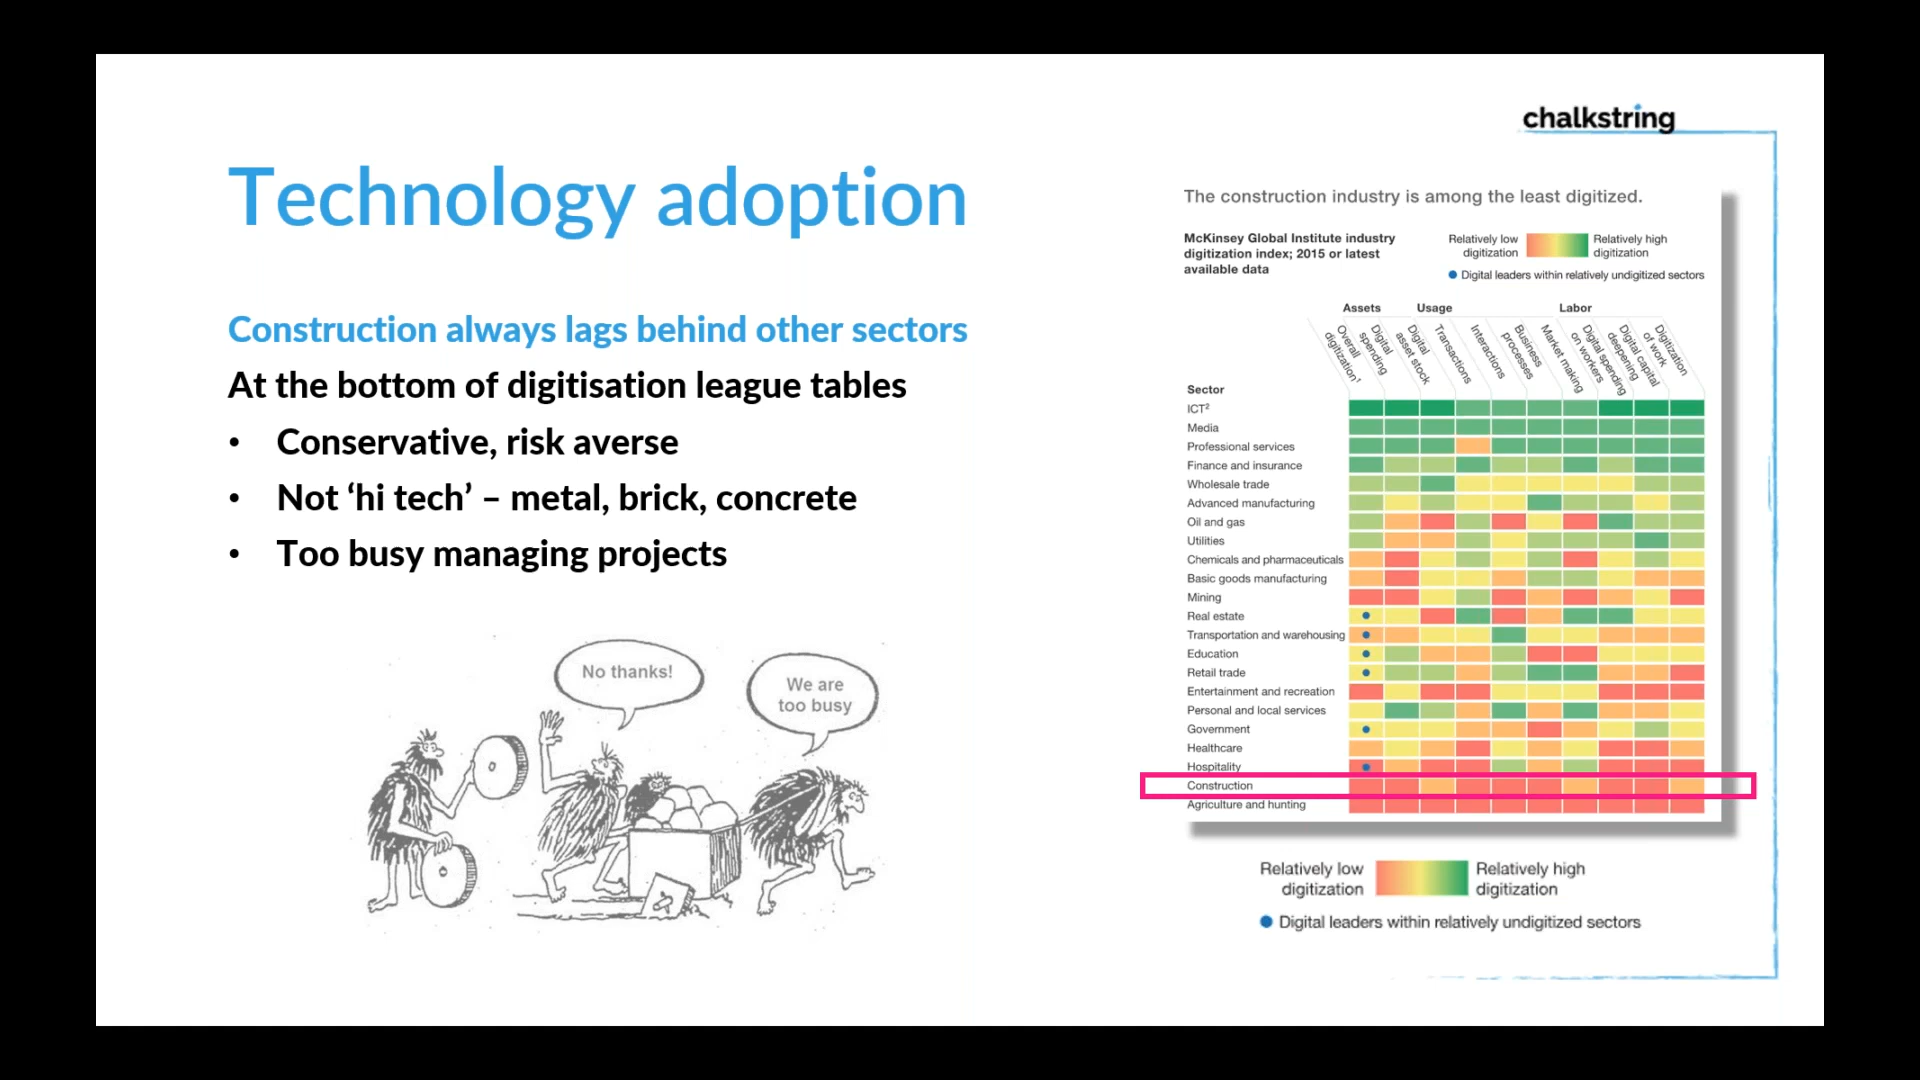 chalkstring
Technology adoption
Construction always lags behind other sectors
At the bottom of digitisation league tables
• Conservative, risk averse
• Not ‘hi tech’ – metal, brick, concrete
• Too busy managing projects
No thanks!
We are
too busy
The construction industry is among the least digitized.
McKinsey Global Institute industry
digitization index; 2015 or latest
available data
Relatively low
digitization
Relatively high
digitization
Digital leaders within relatively undigitized sectors
Assets
Usage
Labor
Overall
digitization¹
Digital
spending
Digital
asset stock
Transactions
Interactions
Business
processes
Market making
Digital spending
on workers
Digital capital
deepening
Digitization
of work
Sector
ICT²
Media
Professional services
Finance and insurance
Wholesale trade
Advanced manufacturing
Oil and gas
Utilities
Chemicals and pharmaceuticals
Basic goods manufacturing
Mining
Real estate
Transportation and warehousing
Education
Retail trade
Entertainment and recreation
Personal and local services
Government
Healthcare
Hospitality
Construction
Agriculture and hunting
Relatively low
digitization
Relatively high
digitization
Digital leaders within relatively undigitized sectors